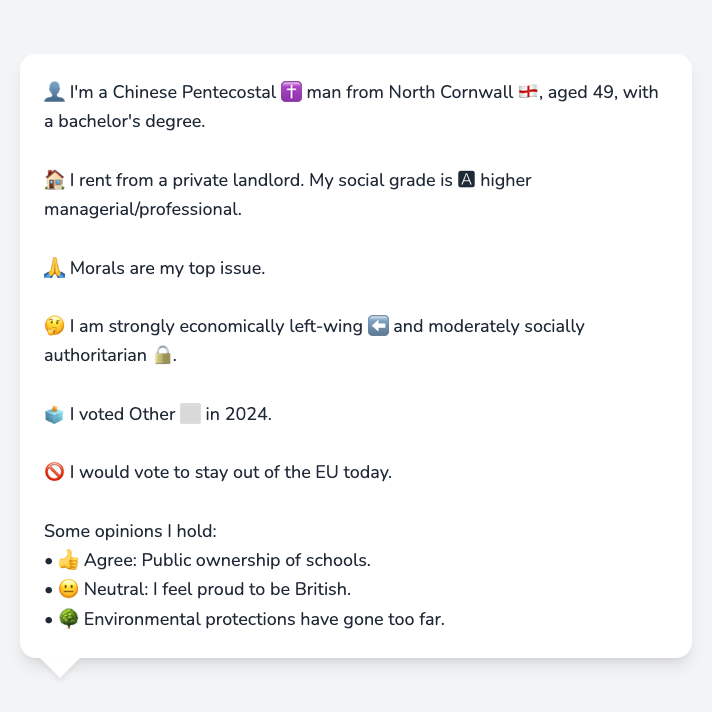 👤 I'm a Chinese Pentecostal ✝️ man from North Cornwall 🏴󠁧󠁢󠁥󠁮󠁧󠁿, aged 49, with
a bachelor's degree.
🏠 I rent from a private landlord. My social grade is 🅰 higher
managerial/professional.
🙏 Morals are my top issue.
🤔 I am strongly economically left-wing ⬅️ and moderately socially
authoritarian 🔒.
🗳️ I voted Other ⬜ in 2024.
🚫 I would vote to stay out of the EU today.
Some opinions I hold:
• 👍 Agree: Public ownership of schools.
• 😐 Neutral: I feel proud to be British.
• 🌳 Environmental protections have gone too far.